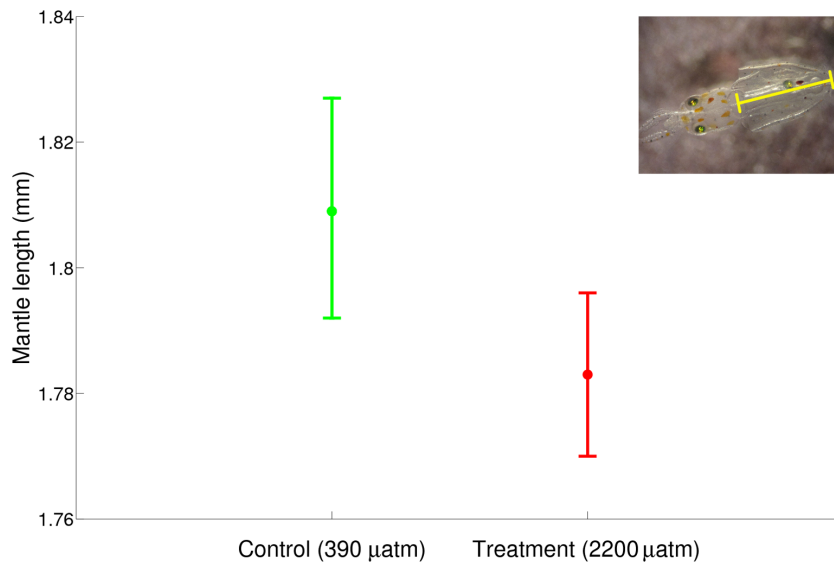 1.84
1.82
1.8
1.78
1.76
Mantle length (mm)
Control (390 μatm)
Treatment (2200 μatm)